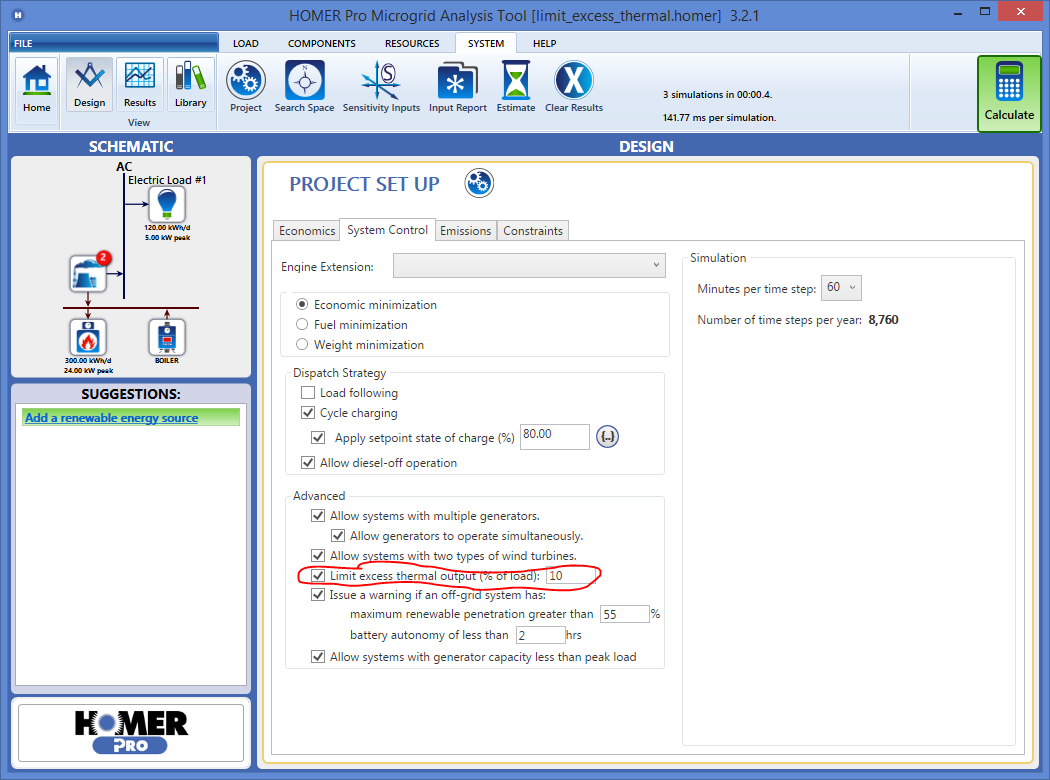 HOMER Pro Microgrid Analysis Tool [limit_excess_thermal.homer] 3.2.1
FILE
LOAD COMPONENTS RESOURCES SYSTEM HELP
Home
Design
Results
Library
View
Project
Search Space
Sensitivity Inputs
Input Report
Estimate
Clear Results
3 simulations in 00:00.4.
141.77 ms per simulation.
Calculate
SCHEMATIC
AC
Electric Load #1
120.00 kWh/d
5.00 kW peak
2
300.00 kWh/d
24.00 kW peak
BOILER
SUGGESTIONS:
Add a renewable energy source
HOMER
PRO
DESIGN
PROJECT SET UP
Economics System Control Emissions Constraints
Engine Extension:
Economic minimization
Fuel minimization
Weight minimization
Dispatch Strategy
Load following
Cycle charging
Apply setpoint state of charge (%) 80.00 {..}
Allow diesel-off operation
Advanced
Allow systems with multiple generators.
Allow generators to operate simultaneously.
Allow systems with two types of wind turbines.
Limit excess thermal output (% of load): 10
Issue a warning if an off-grid system has:
maximum renewable penetration greater than 55 %
battery autonomy of less than 2 hrs
Allow systems with generator capacity less than peak load
Simulation
Minutes per time step: 60
Number of time steps per year: 8,760